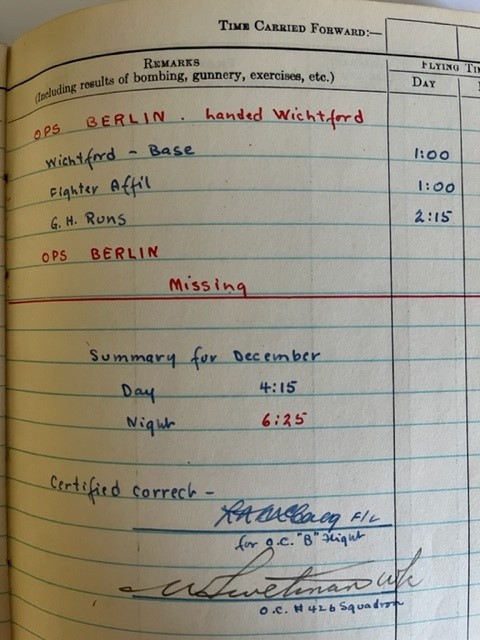 TIME CARRIED FORWARD:—
REMARKS
(Including results of bombing, gunnery, exercises, etc.)
FLYING TI
DAY
OPS BERLIN. handed Wichtford
Wichtford - Base 1:00
Fighter Affil 1:00
G.H. Runs 2:15
OPS BERLIN
Missing
Summary for December
Day 4:15
Night 6:25
Certified correct -
F/L
for O.C. "B" Flight
W Swetman W/C
O.C. # 426 Squadron